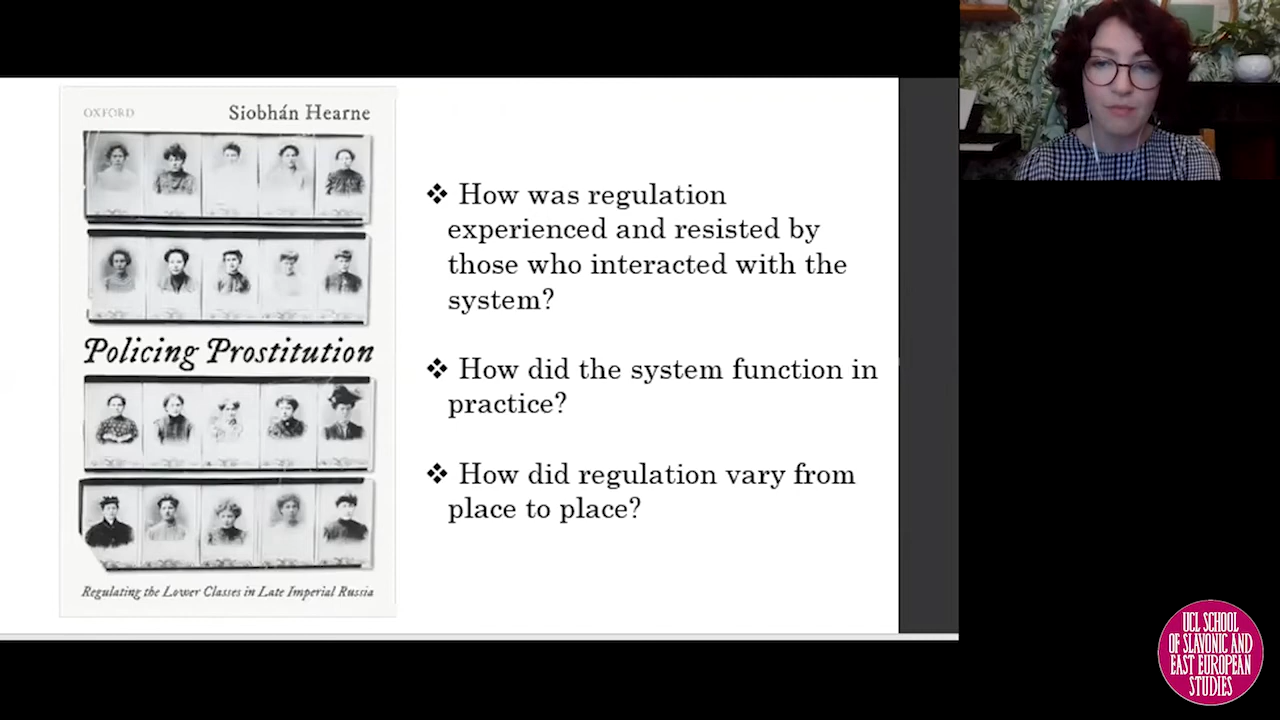 OXFORD
Siobhán Hearne
Policing Prostitution
Regulating the Lower Classes in Late Imperial Russia
❖ How was regulation
experienced and resisted by
those who interacted with the
system?
❖ How did the system function in
practice?
❖ How did regulation vary from
place to place?
UCL SCHOOL
OF SLAVONIC AND
EAST EUROPEAN
STUDIES